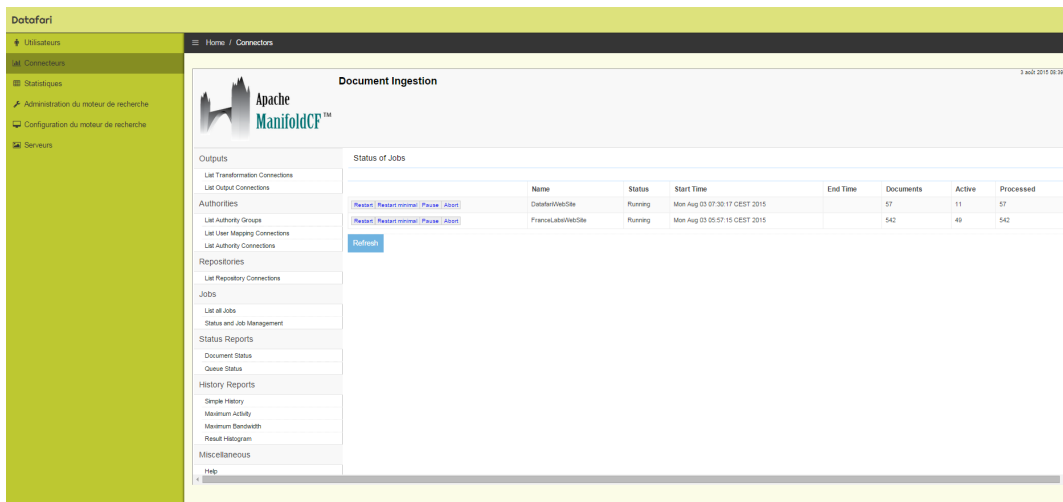 Datafari
Utilisateurs
Connecteurs
Statistiques
Administration du moteur de recherche
Configuration du moteur de recherche
Serveurs
Home / Connectors
3 août 2015 09:39
Apache
ManifoldCF™
Document Ingestion
Outputs
List Transformation Connections
List Output Connections
Authorities
List Authority Groups
List User Mapping Connections
List Authority Connections
Repositories
List Repository Connections
Jobs
List all Jobs
Status and Job Management
Status Reports
Document Status
Queue Status
History Reports
Simple History
Maximum Activity
Maximum Bandwidth
Result Histogram
Miscellaneous
Help
Status of Jobs
Name Status Start Time End Time Documents Active Processed
Restart Restart minimal Pause Abort DatafariWebSite Running Mon Aug 03 07:30:17 CEST 2015 57 11 57
Restart Restart minimal Pause Abort FranceLabsWebSite Running Mon Aug 03 05:57:15 CEST 2015 542 49 542
Refresh